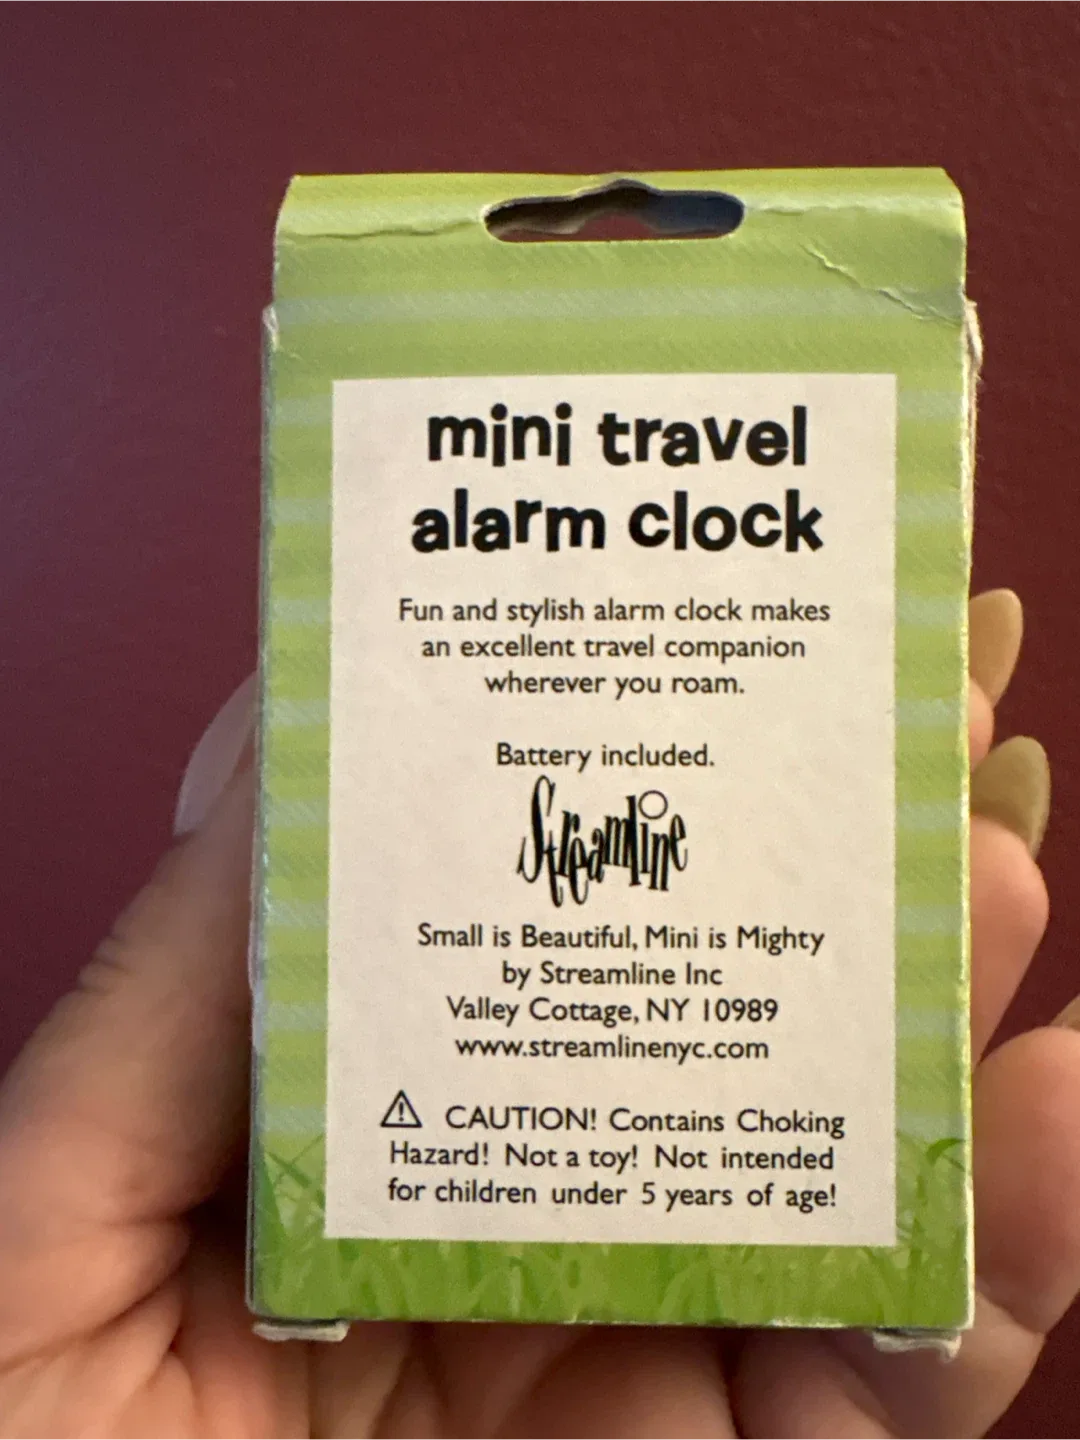 mini travel
alarm clock
Fun and stylish alarm clock makes
an excellent travel companion
wherever you roam.
Battery included.
Streamline
Small is Beautiful, Mini is Mighty
by Streamline Inc
Valley Cottage, NY 10989
www.streamlinenyc.com
CAUTION! Contains Choking
Hazard! Not a toy! Not intended
for children under 5 years of age!